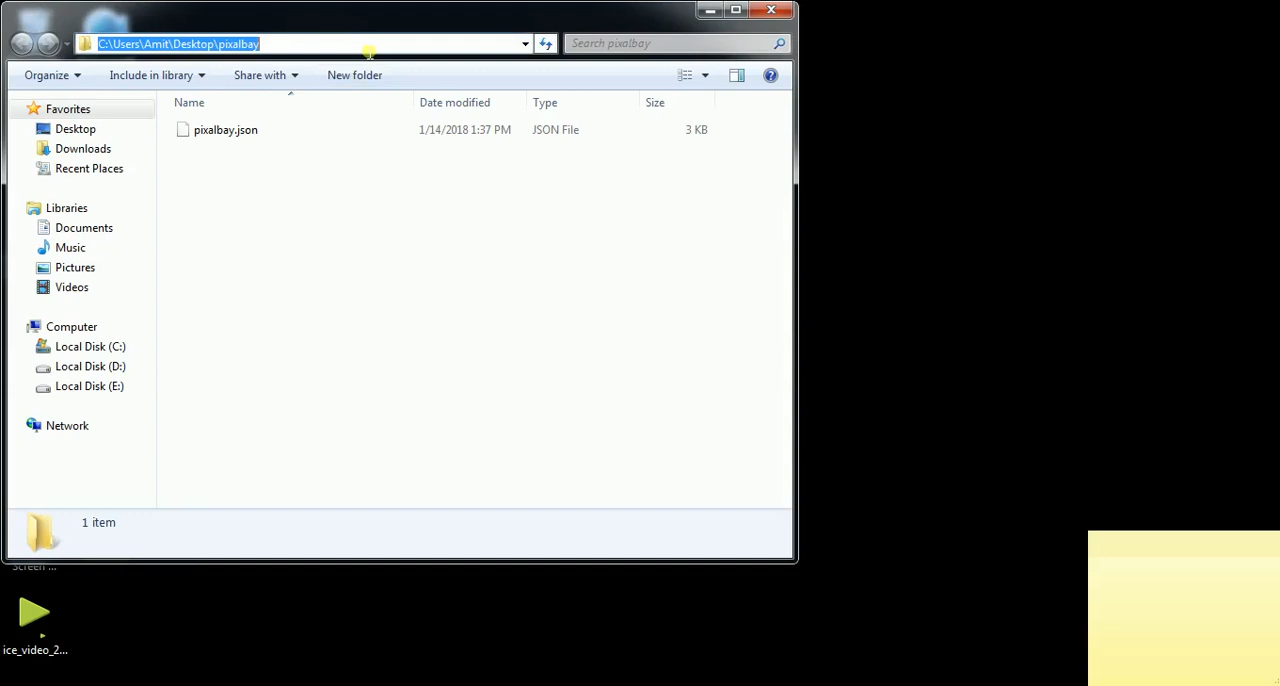 C:\Users\Amit\Desktop\pixalbay
Search pixalbay
Organize
Include in library
Share with
New folder
Name
Date modified
Type
Size
Favorites
Desktop
Downloads
Recent Places
Libraries
Documents
Music
Pictures
Videos
Computer
Local Disk (C:)
Local Disk (D:)
Local Disk (E:)
Network
pixalbay.json
1/14/2018 1:37 PM
JSON File
3 KB
1 item
Screen ...
ice_video_2...